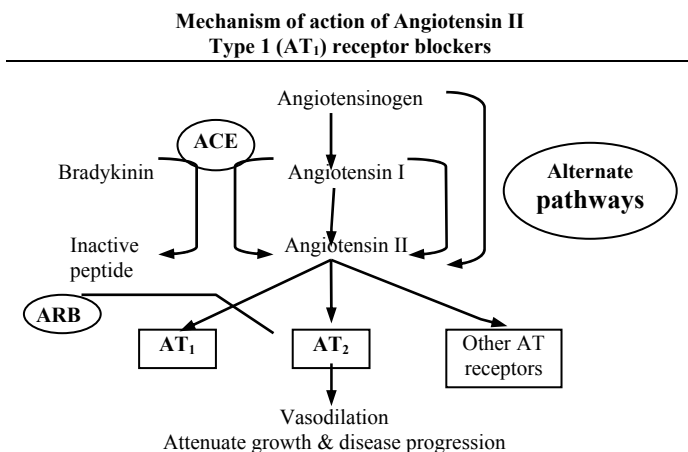 Mechanism of action of Angiotensin II
Type 1 (AT₁) receptor blockers
Angiotensinogen
ACE
Bradykinin
Angiotensin I
Alternate
pathways
Inactive
peptide
Angiotensin II
ARB
AT₁
AT₂
Other AT
receptors
Vasodilation
Attenuate growth & disease progression